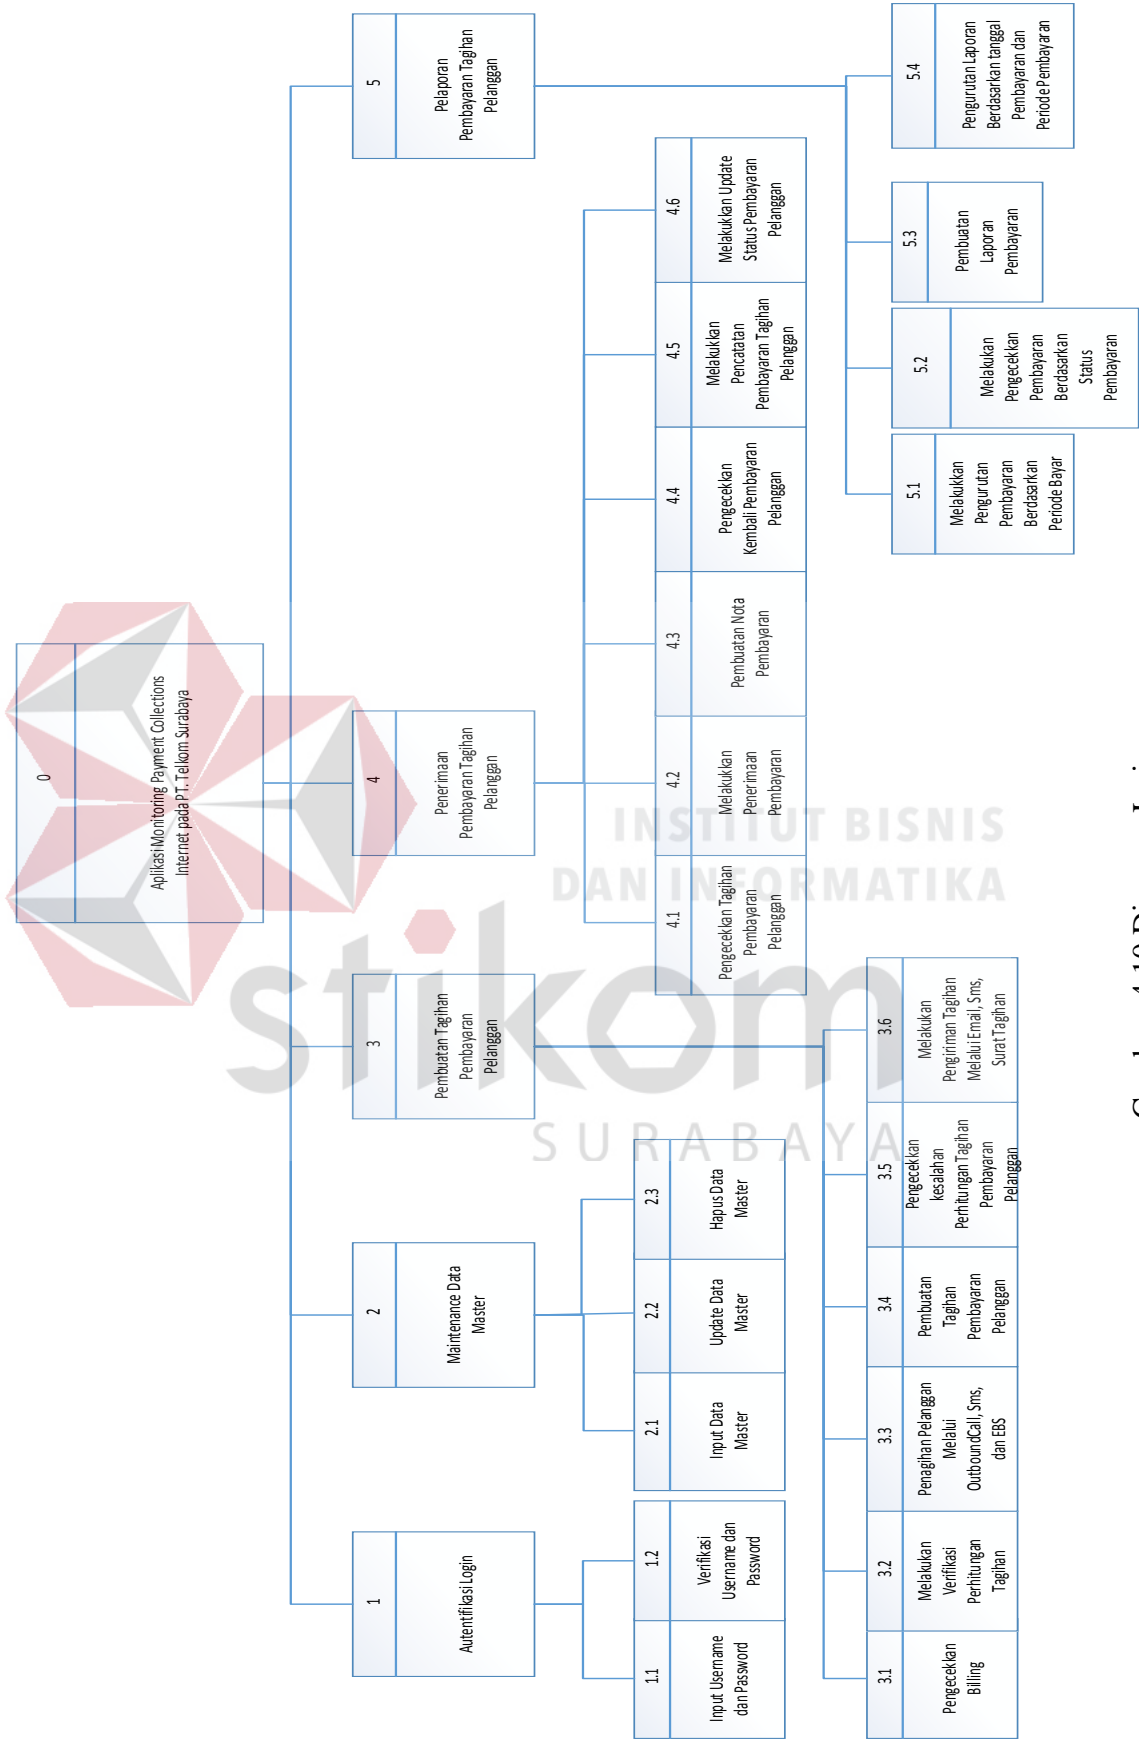 0
Aplikasi Monitoring Payment Collections
Internet pada PT. Telkom Surabaya
1
Autentifikasi Login
2
Maintenance Data
Master
3
Pembuatan Tagihan
Pembayaran
Pelanggan
4
Penerimaan
Pembayaran Tagihan
Pelanggan
5
Pelaporan
Pembayaran Tagihan
Pelanggan
1.1
Input Username
dan Password
1.2
Verifikasi
Username dan
Password
2.1
Input Data
Master
2.2
Update Data
Master
2.3
Hapus Data
Master
3.1
Pengecekkan
Billing
3.2
Melakukan
Verifikasi
Perhitungan
Tagihan
3.3
Penagihan Pelanggan
Melalui
OutboundCall, Sms,
dan EBS
3.4
Pembuatan
Tagihan
Pembayaran
Pelanggan
3.5
Pengecekkan
kesalahan
Perhitungan Tagihan
Pembayaran
Pelanggan
3.6
Melakukan
Pengiriman Tagihan
Melalui Email, Sms,
Surat Tagihan
4.1
Pengecekkan Tagihan
Pembayaran
Pelanggan
4.2
Melakukkan
Penerimaan
Pembayaran
4.3
Pembuatan Nota
Pembayaran
4.4
Pengecekkan
Kembali Pembayaran
Pelanggan
4.5
Melakukkan
Pencatatan
Pembayaran Tagihan
Pelanggan
4.6
Melakukkan Update
Status Pembayaran
Pelanggan
5.1
Melakukkan
Pengurutan
Pembayaran
Berdasarkan
Periode Bayar
5.2
Melakukan
Pengecekkan
Pembayaran
Berdasarkan
Status
Pembayaran
5.3
Pembuatan
Laporan
Pembayaran
5.4
Pengurutan Laporan
Berdasarkan tanggal
Pembayaran dan
Periode Pembayaran
INSTITUT BISNIS
DAN INFORMATIKA
stikom
SURABAYA